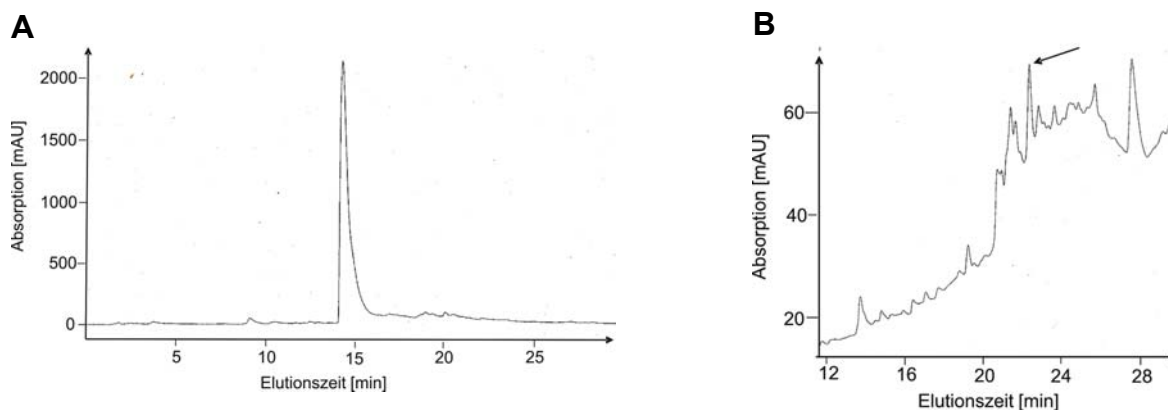 A
Absorption [mAU]
2000
1500
1000
500
0
5 10 15 20 25
Elutionszeit [min]
B
Absorption [mAU]
60
40
20
12 16 20 24 28
Elutionszeit [min]